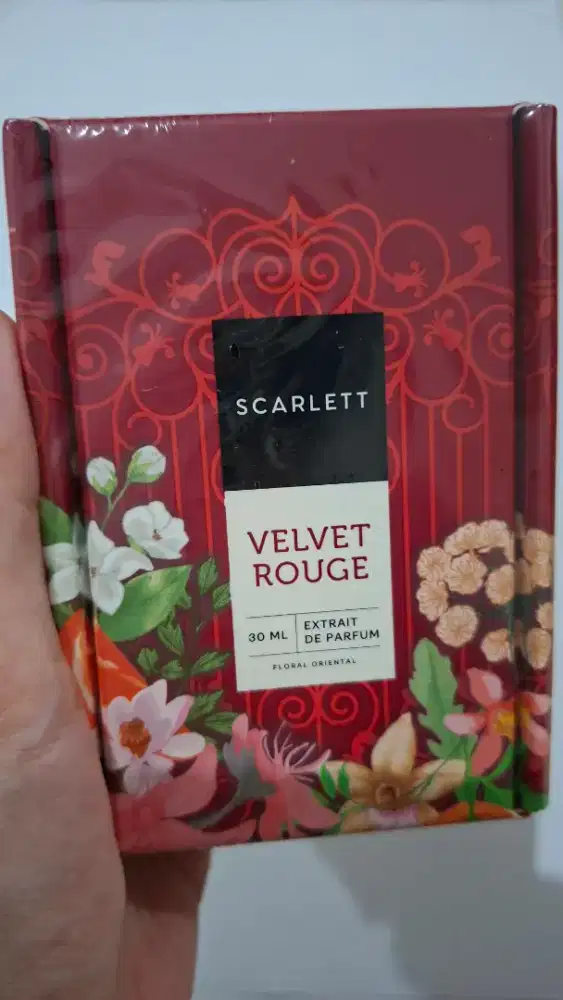 SCARLETT
VELVET
ROUGE
30 ML
EXTRAIT
DE PARFUM
FLORAL ORIENTAL